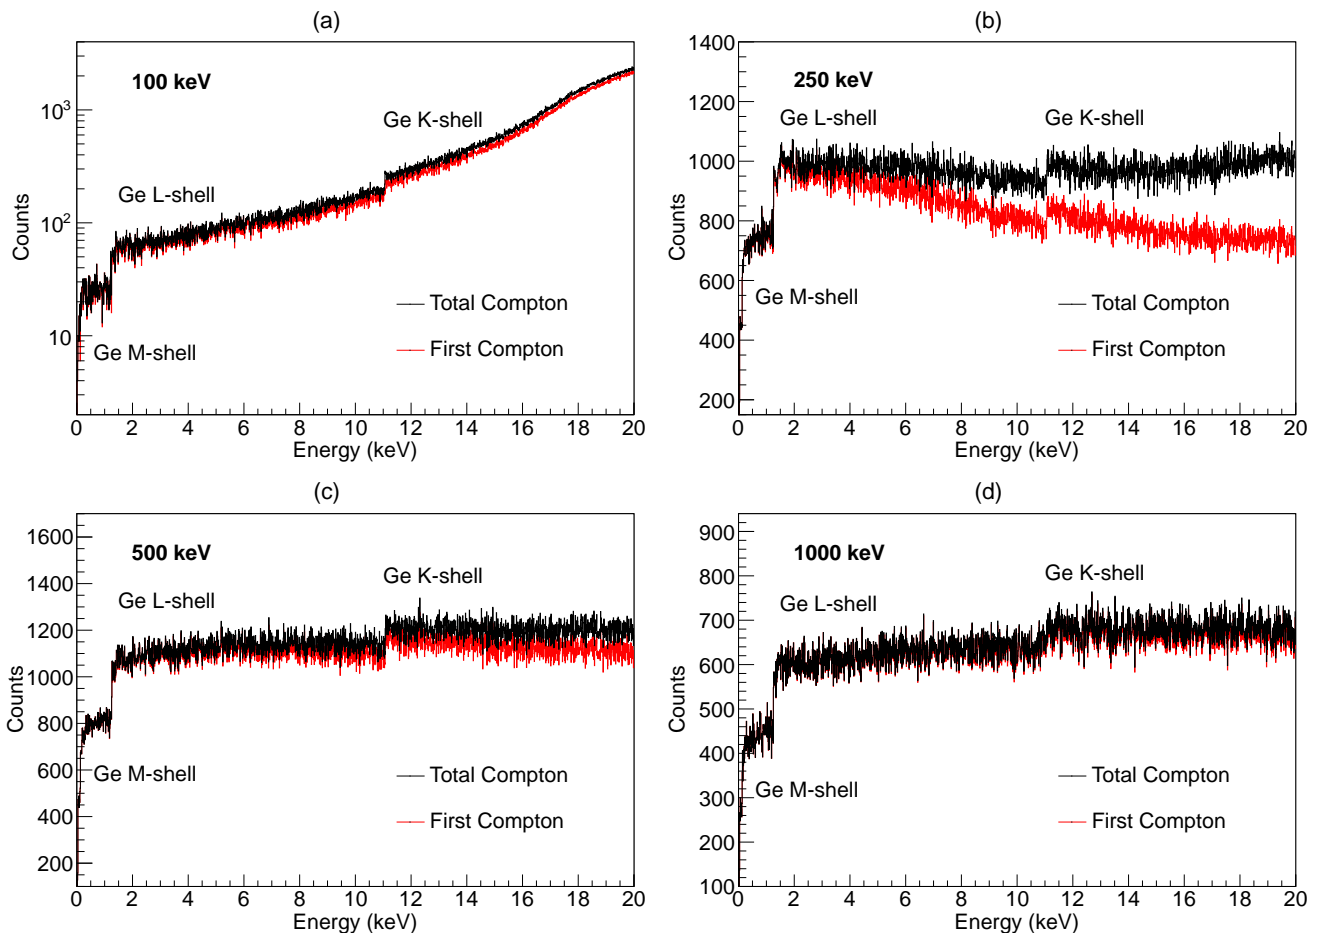 (a)
100 keV
Ge K-shell
Ge L-shell
Ge M-shell
Total Compton
First Compton
Counts
10³
10²
10
0 2 4 6 8 10 12 14 16 18 20
Energy (keV)
(b)
250 keV
Ge L-shell
Ge K-shell
Ge M-shell
Total Compton
First Compton
Counts
1400
1200
1000
800
600
400
200
0 2 4 6 8 10 12 14 16 18 20
Energy (keV)
(c)
500 keV
Ge K-shell
Ge L-shell
Ge M-shell
Total Compton
First Compton
Counts
1600
1400
1200
1000
800
600
400
200
0 2 4 6 8 10 12 14 16 18 20
Energy (keV)
(d)
1000 keV
Ge K-shell
Ge L-shell
Ge M-shell
Total Compton
First Compton
Counts
900
800
700
600
500
400
300
200
100
0 2 4 6 8 10 12 14 16 18 20
Energy (keV)